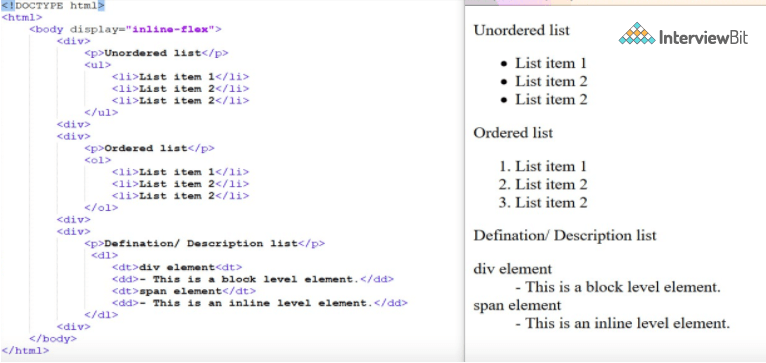 <!DOCTYPE html>
<html>
<body display="inline-flex">
<div>
<p>Unordered list</p>
<ul>
<li>List item 1</li>
<li>List item 2</li>
<li>List item 2</li>
</ul>
<div>
<div>
<p>Ordered list</p>
<ol>
<li>List item 1</li>
<li>List item 2</li>
<li>List item 2</li>
</ol>
<div>
<div>
<p>Defination/ Description list</p>
<dl>
<dt>div element<dt>
<dd>- This is a block level element.</dd>
<dt>span element</dt>
<dd>- This is an inline level element.</dd>
</dl>
<div>
</body>
</html>
InterviewBit
Unordered list
• List item 1
• List item 2
• List item 2
Ordered list
1. List item 1
2. List item 2
3. List item 2
Defination/ Description list
div element
- This is a block level element.
span element
- This is an inline level element.